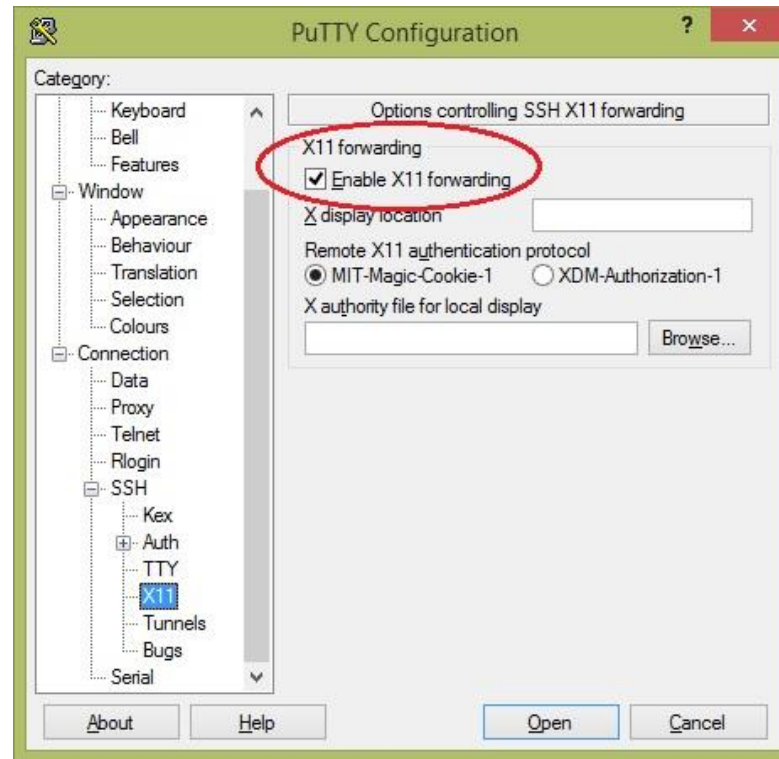 PuTTY Configuration
?
×
Category:
Keyboard
Bell
Features
Window
Appearance
Behaviour
Translation
Selection
Colours
Connection
Data
Proxy
Telnet
Rlogin
SSH
Kex
Auth
TTY
X11
Tunnels
Bugs
Serial
Options controlling SSH X11 forwarding
X11 forwarding
Enable X11 forwarding
X display location
Remote X11 authentication protocol
MIT-Magic-Cookie-1 XDM-Authorization-1
X authority file for local display
Browse...
About Help Open Cancel